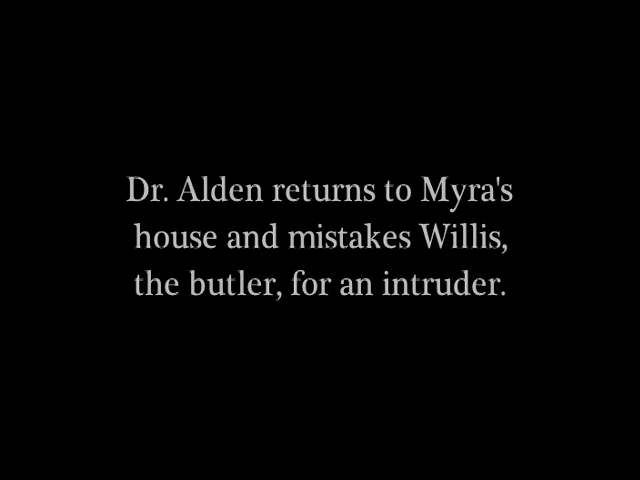 Dr. Alden returns to Myra's
house and mistakes Willis,
the butler, for an intruder.